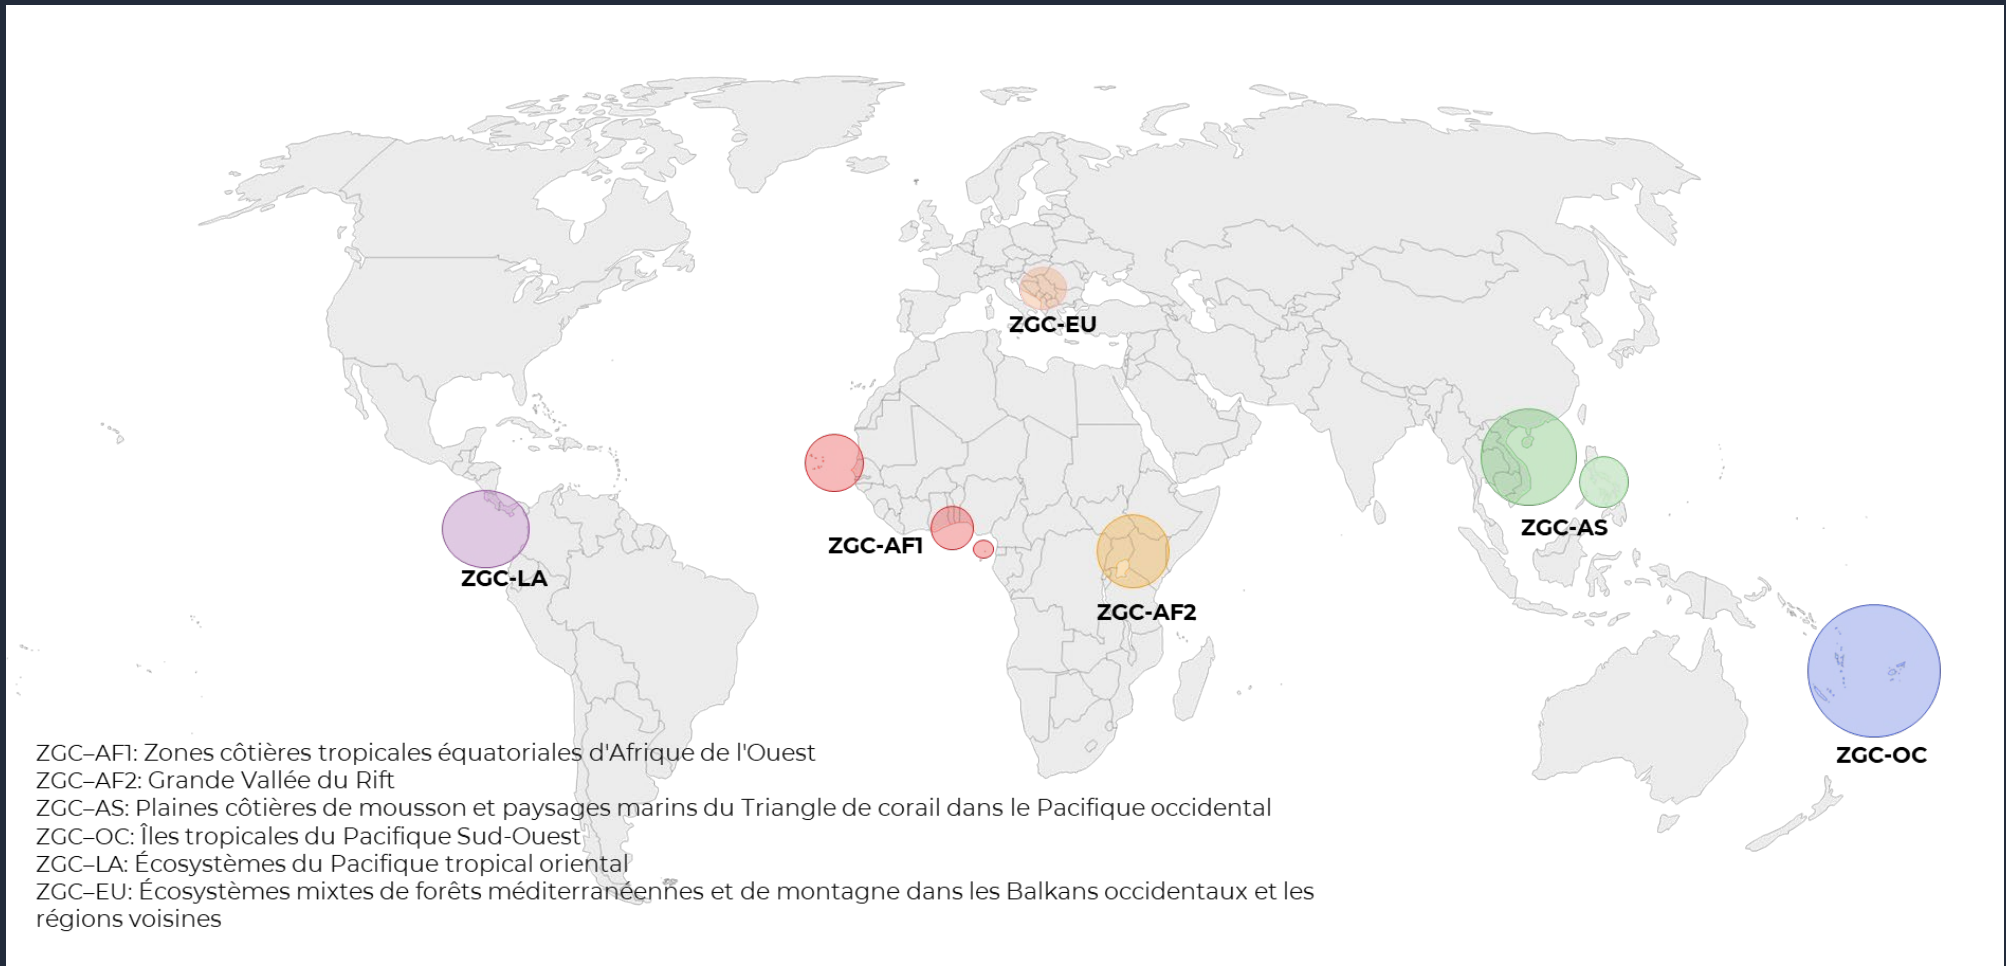 ZGC-EU
ZGC-AF1
ZGC-AS
ZGC-LA
ZGC-AF2
ZGC-OC
ZGC–AF1: Zones côtières tropicales équatoriales d'Afrique de l'Ouest
ZGC–AF2: Grande Vallée du Rift
ZGC–AS: Plaines côtières de mousson et paysages marins du Triangle de corail dans le Pacifique occidental
ZGC–OC: Îles tropicales du Pacifique Sud-Ouest
ZGC–LA: Écosystèmes du Pacifique tropical oriental
ZGC–EU: Écosystèmes mixtes de forêts méditerranéennes et de montagne dans les Balkans occidentaux et les
régions voisines